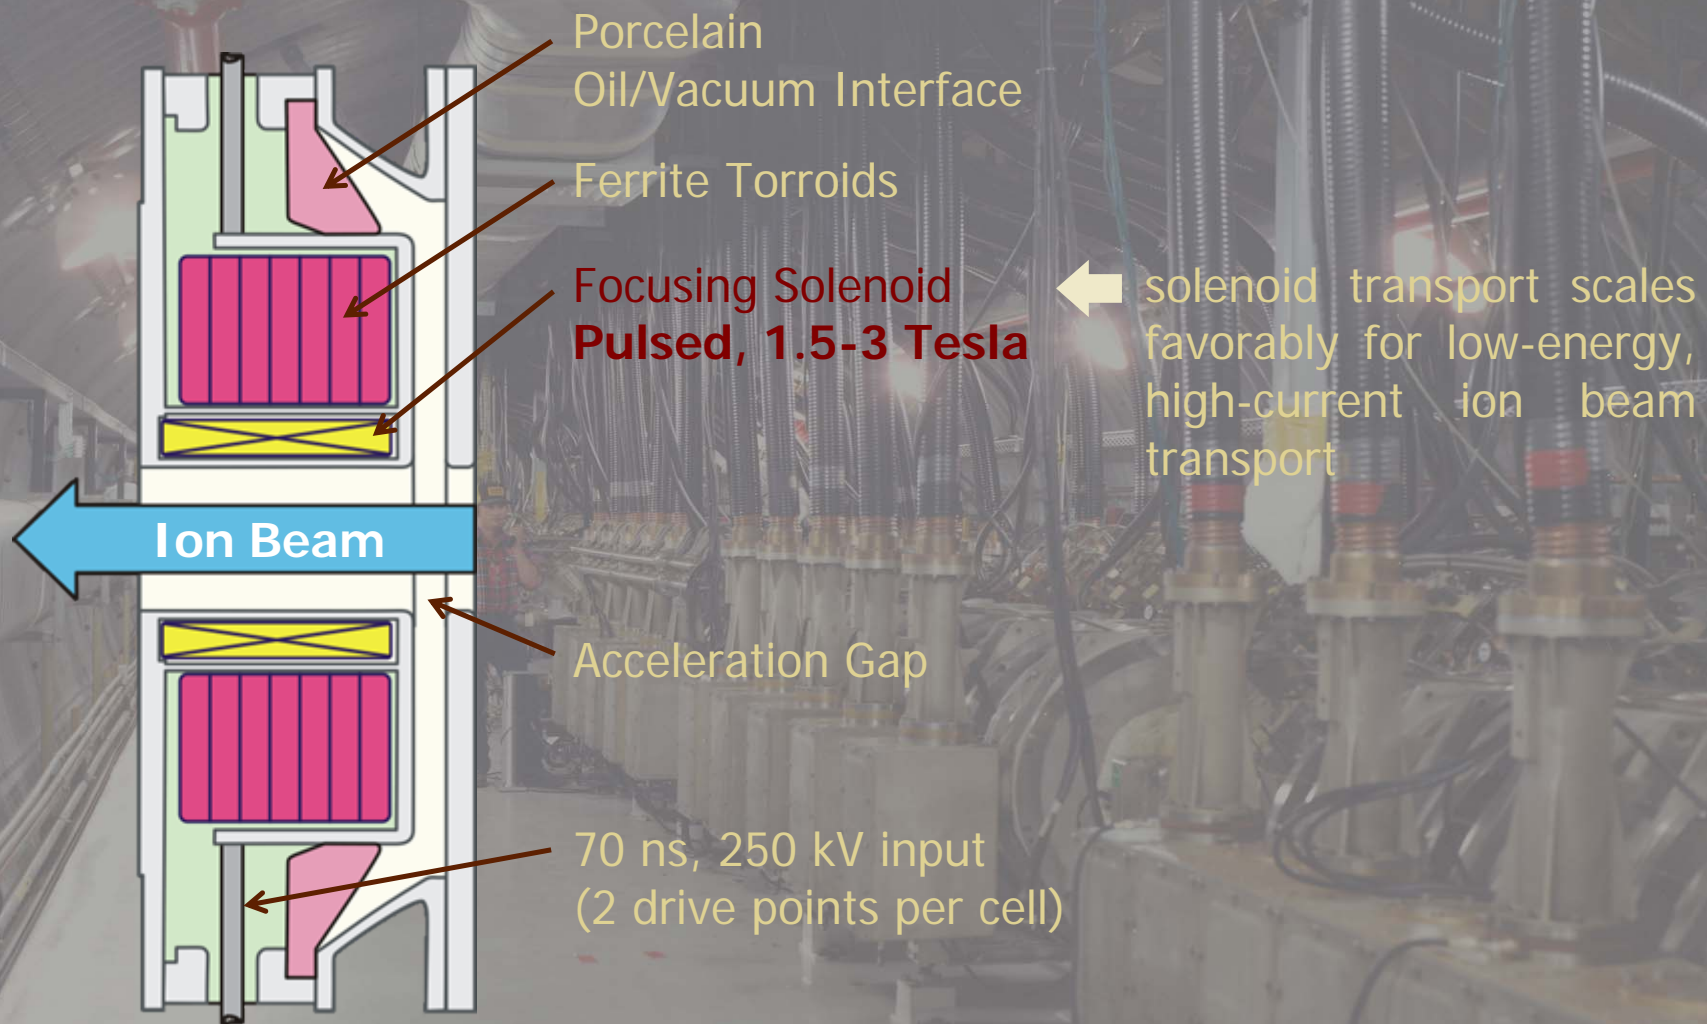 Porcelain
Oil/Vacuum Interface
Ferrite Torroids
Focusing Solenoid
Pulsed, 1.5-3 Tesla
solenoid transport scales
favorably for low-energy,
high-current ion beam
transport
Ion Beam
Acceleration Gap
70 ns, 250 kV input
(2 drive points per cell)